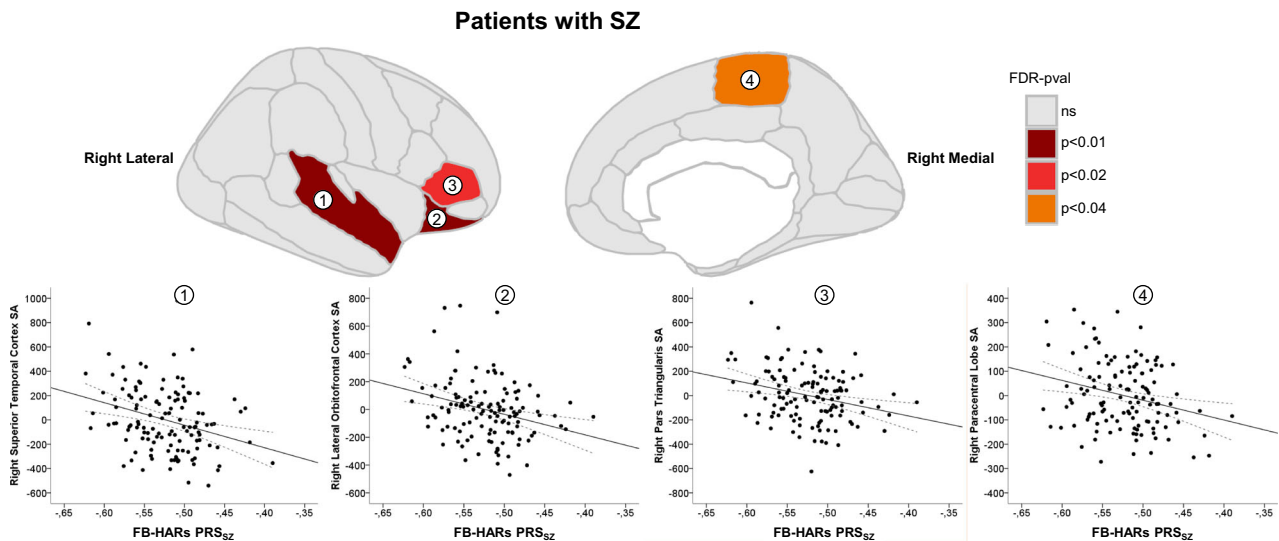 Patients with SZ
Right Lateral
1
2
3
4
Right Medial
FDR-pval
ns
p<0.01
p<0.02
p<0.04
1
Right Superior Temporal Cortex SA
1000
800
600
400
200
0
-200
-400
-600
-,65 -,60 -,55 -,50 -,45 -,40 -,35
FB-HARs PRSSZ
2
Right Lateral Orbitofrontal Cortex SA
800
600
400
200
0
-200
-400
-600
-,65 -,60 -,55 -,50 -,45 -,40 -,35
FB-HARs PRSSZ
3
Right Pars Triangularis SA
800
600
400
200
0
-200
-400
-600
-800
-,65 -,60 -,55 -,50 -,45 -,40 -,35
FB-HARs PRSSZ
4
Right Paracentral Lobe SA
400
300
200
100
0
-100
-200
-300
-400
-,65 -,60 -,55 -,50 -,45 -,40 -,35
FB-HARs PRSSZ